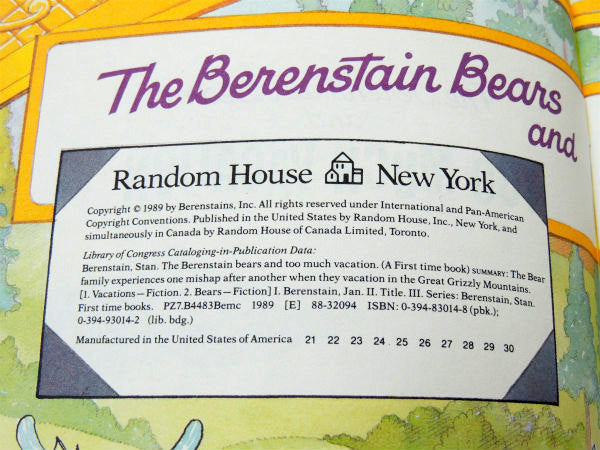 The Berenstain Bears
and
Random House New York
Copyright © 1989 by Berenstains, Inc. All rights reserved under International and Pan-American
Copyright Conventions. Published in the United States by Random House, Inc., New York, and
simultaneously in Canada by Random House of Canada Limited, Toronto.
Library of Congress Cataloging-in-Publication Data:
Berenstain, Stan. The Berenstain bears and too much vacation. (A First time book) SUMMARY: The Bear
family experiences one mishap after another when they vacation in the Great Grizzly Mountains.
[1. Vacations—Fiction. 2. Bears—Fiction] I. Berenstain, Jan. II. Title. III. Series: Berenstain, Stan.
First time books. PZ7.B4483Bemc 1989 [E] 88-32094 ISBN: 0-394-83014-8 (pbk.);
0-394-93014-2 (lib. bdg.)
Manufactured in the United States of America 21 22 23 24 25 26 27 28 29 30